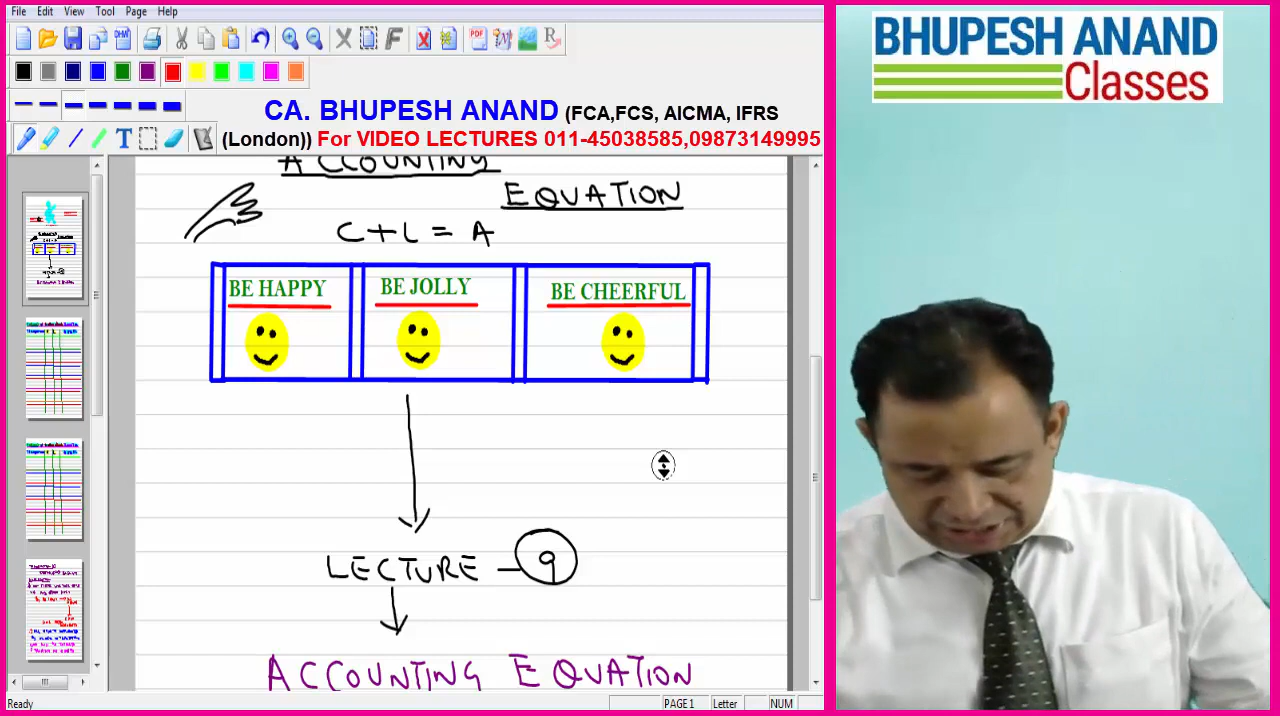 File Edit View Tool Page Help
BHUPESH ANAND
Classes
CA. BHUPESH ANAND (FCA,FCS, AICMA, IFRS
(London)) For VIDEO LECTURES 011-45038585,09873149995
ACCOUNTING
EQUATION
C+L = A
BE HAPPY BE JOLLY BE CHEERFUL
LECTURE - 9
ACCOUNTING EQUATION
Ready PAGE1 Letter NUM